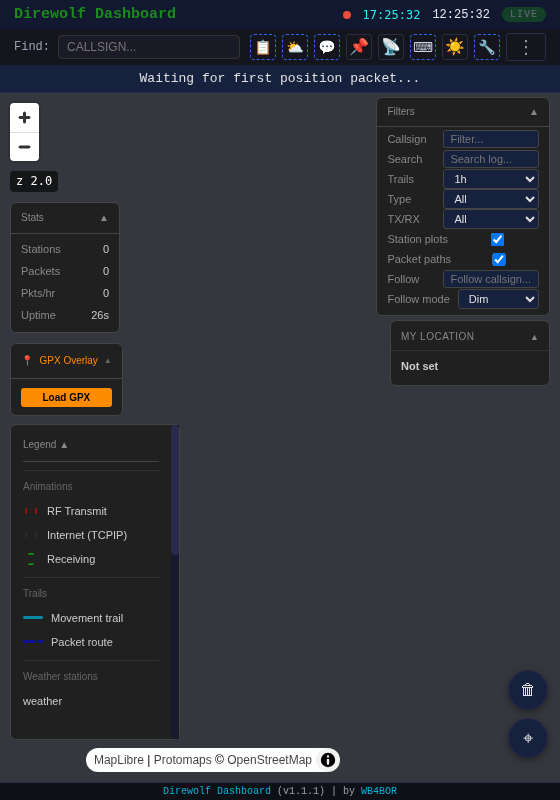 Direwolf Dashboard
17:25:32 12:25:32 LIVE
Find: CALLSIGN...
Waiting for first position packet...
z 2.0
Stats ▲
Stations 0
Packets 0
Pkts/hr 0
Uptime 26s
GPX Overlay ▲
Load GPX
Legend ▲
Animations
RF Transmit
Internet (TCPIP)
Receiving
Trails
Movement trail
Packet route
Weather stations
weather
Filters ▲
Callsign Filter...
Search Search log...
Trails 1h
Type All
TX/RX All
Station plots
Packet paths
Follow Follow callsign...
Follow mode Dim
MY LOCATION ▲
Not set
MapLibre | Protomaps © OpenStreetMap
Direwolf Dashboard (v1.1.1) | by WB4BOR